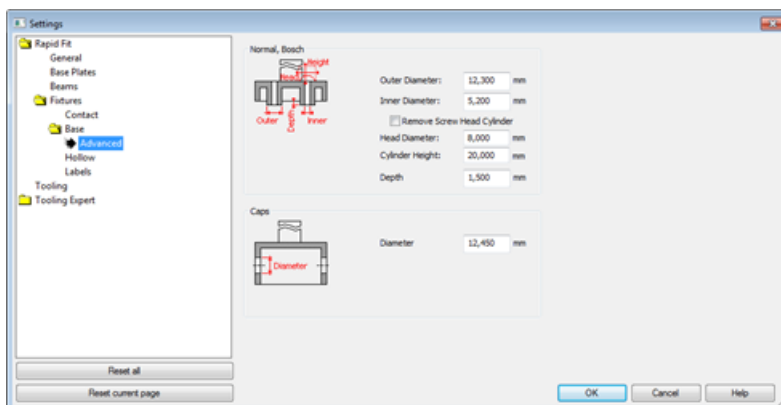 Settings
Rapid Fit
General
Base Plates
Beams
Fixtures
Contact
Base
Advanced
Hollow
Labels
Tooling
Tooling Expert
Reset all
Reset current page
Normal, Bosch
Height
Head
Outer
Depth
Inner
Outer Diameter: 12,300 mm
Inner Diameter: 5,200 mm
Remove Screw Head Cylinder
Head Diameter: 8,000 mm
Cylinder Height: 20,000 mm
Depth 1,500 mm
Caps
Diameter
Diameter 12,450 mm
OK Cancel Help